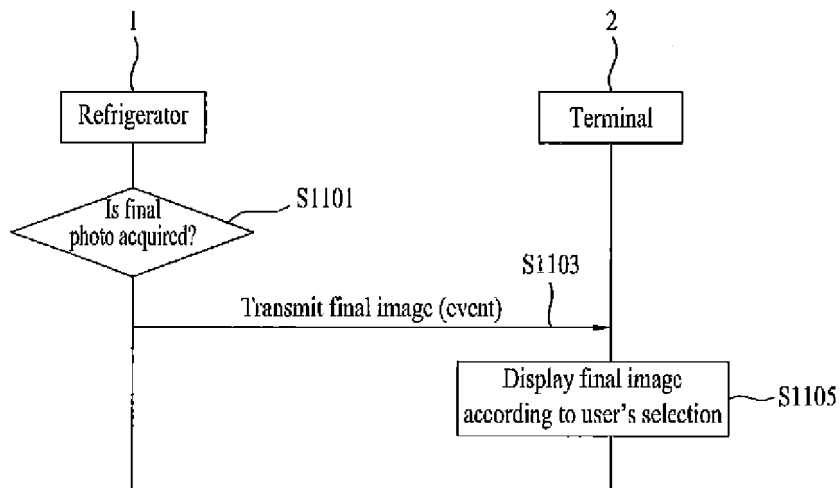 1
2
Refrigerator
Terminal
Is final
photo acquired?
S1101
S1103
Transmit final image (event)
Display final image
according to user's selection
S1105